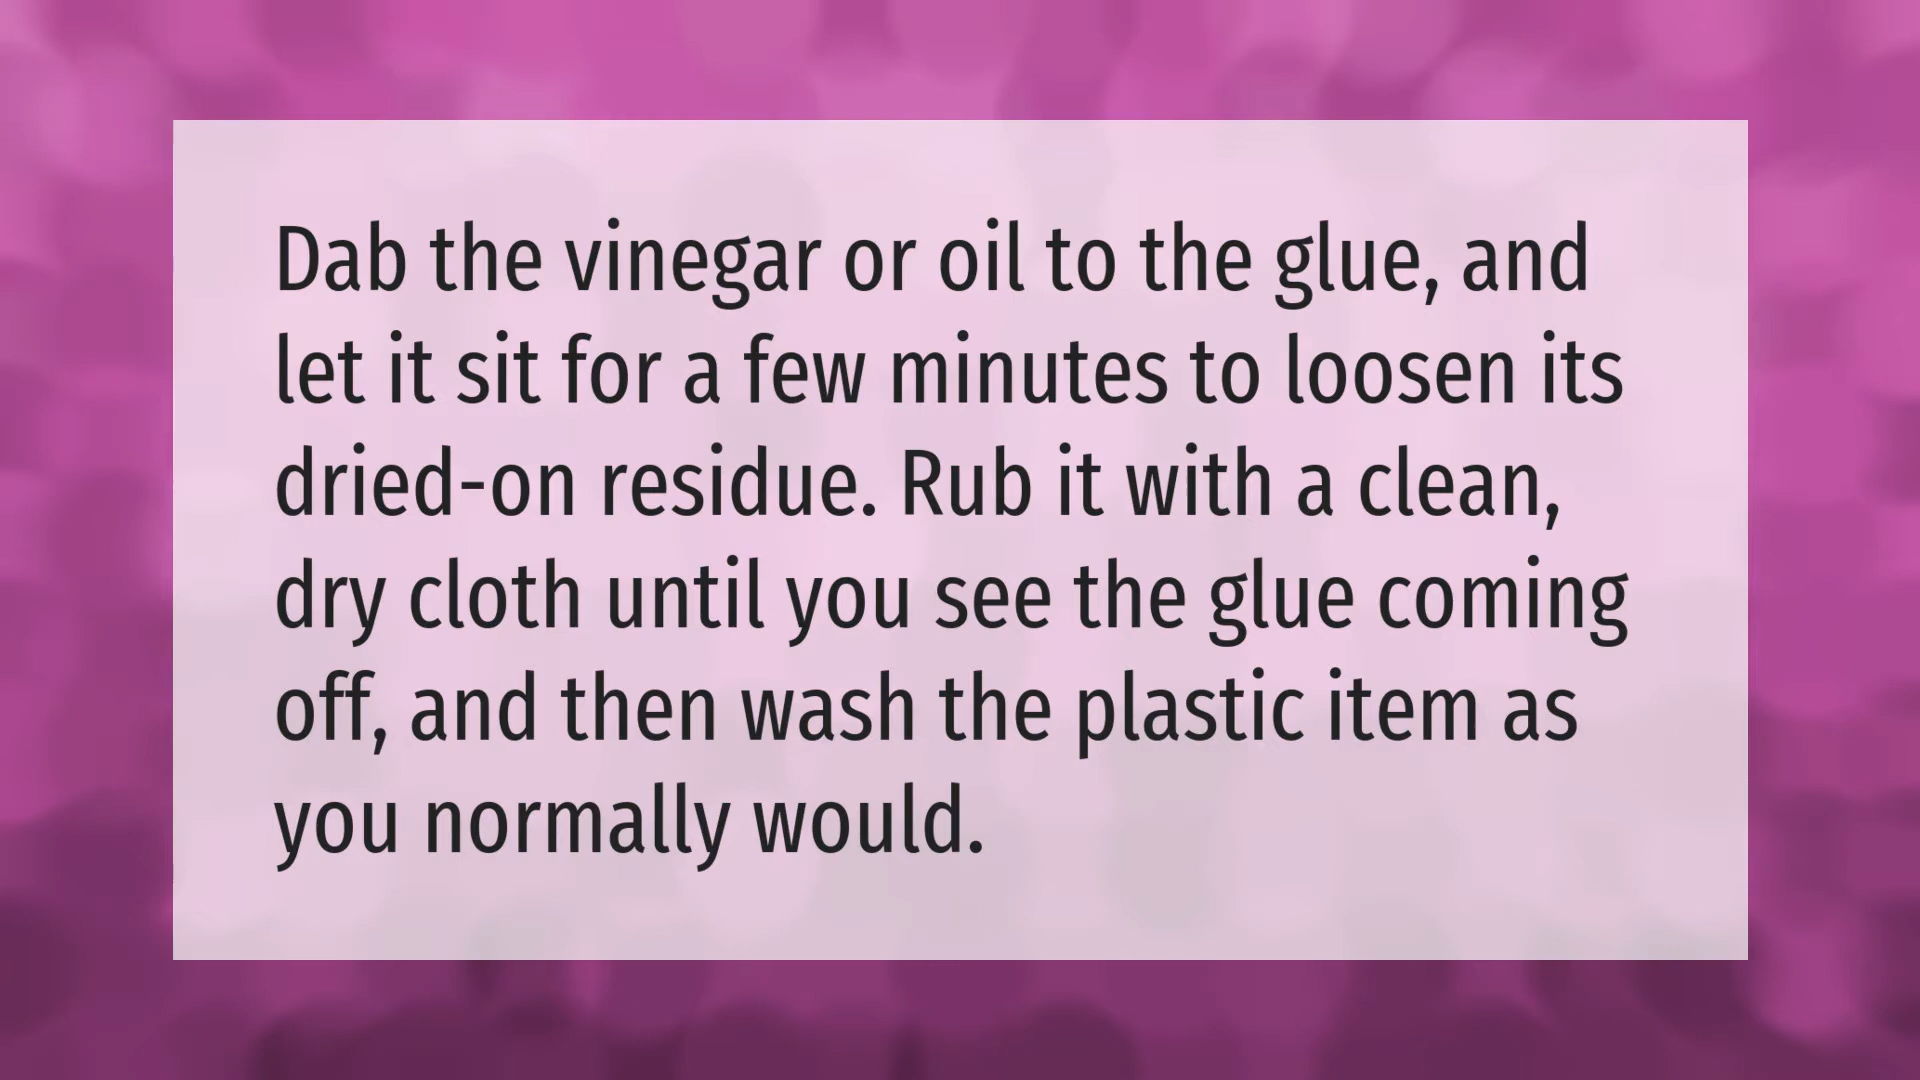 Dab the vinegar or oil to the glue, and
let it sit for a few minutes to loosen its
dried-on residue. Rub it with a clean,
dry cloth until you see the glue coming
off, and then wash the plastic item as
you normally would.